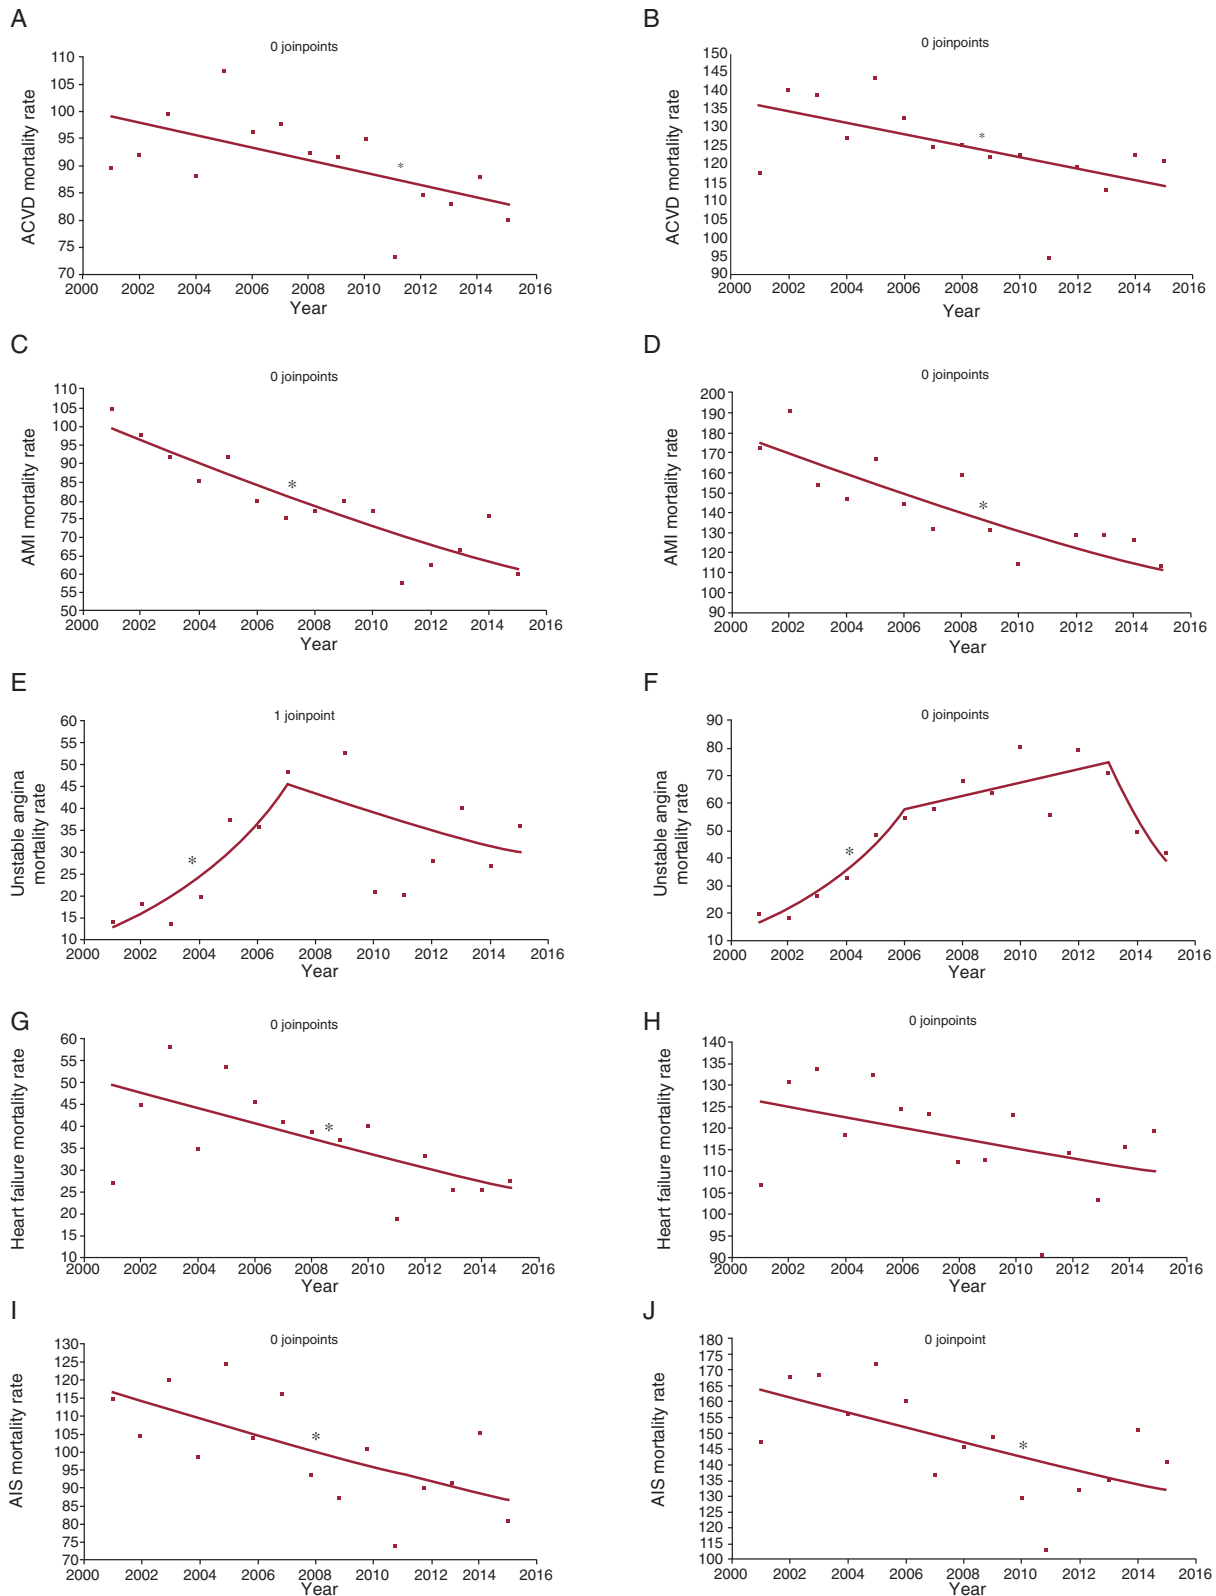 A
0 joinpoints
ACVD mortality rate
110
105
100
95
90
85
80
75
70
*
2000 2002 2004 2006 2008 2010 2012 2014 2016
Year
B
0 joinpoints
ACVD mortality rate
150
145
140
135
130
125
120
115
110
105
100
95
90
*
2000 2002 2004 2006 2008 2010 2012 2014 2016
Year
C
0 joinpoints
AMI mortality rate
110
105
100
95
90
85
80
75
70
65
60
55
50
*
2000 2002 2004 2006 2008 2010 2012 2014 2016
Year
D
0 joinpoints
AMI mortality rate
200
190
180
170
160
150
140
130
120
110
100
90
*
2000 2002 2004 2006 2008 2010 2012 2014 2016
Year
E
1 joinpoint
Unstable angina
mortality rate
60
55
50
45
40
35
30
25
20
15
10
*
2000 2002 2004 2006 2008 2010 2012 2014 2016
Year
F
0 joinpoints
Unstable angina
mortality rate
90
80
70
60
50
40
30
20
10
*
2000 2002 2004 2006 2008 2010 2012 2014 2016
Year
G
0 joinpoints
Heart failure mortality rate
60
55
50
45
40
35
30
25
20
15
10
*
2000 2002 2004 2006 2008 2010 2012 2014 2016
Year
H
0 joinpoints
Heart failure mortality rate
140
135
130
125
120
115
110
105
100
95
90
2000 2002 2004 2006 2008 2010 2012 2014 2016
Year
I
0 joinpoints
AIS mortality rate
130
125
120
115
110
105
100
95
90
85
80
75
70
*
2000 2002 2004 2006 2008 2010 2012 2014 2016
Year
J
0 joinpoint
AIS mortality rate
180
175
170
165
160
155
150
145
140
135
130
125
120
115
110
105
100
*
2000 2002 2004 2006 2008 2010 2012 2014 2016
Year